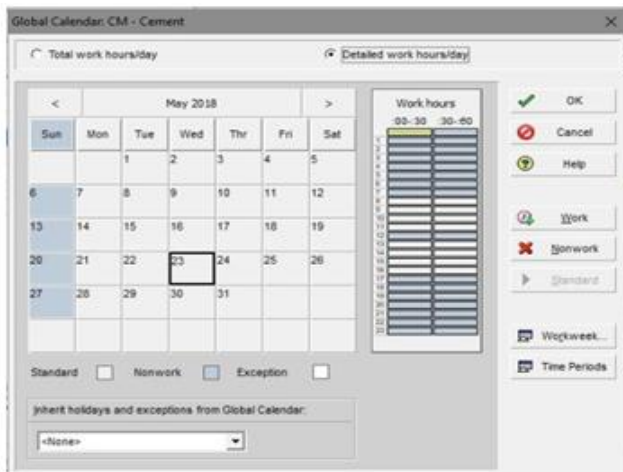 Global Calendar: CM - Cement
Total work hours/day
Detailed work hours/day
< May 2018 >
Sun Mon Tue Wed Thr Fri Sat
1 2 3 4 5
6 7 8 9 10 11 12
13 14 15 16 17 18 19
20 21 22 23 24 25 26
27 28 29 30 31
Standard Nonwork Exception
Inherit holidays and exceptions from Global Calendar:
<None>
Work hours
:00-:30 :30-:60
OK
Cancel
Help
Work
Nonwork
Standard
Workweek...
Time Periods